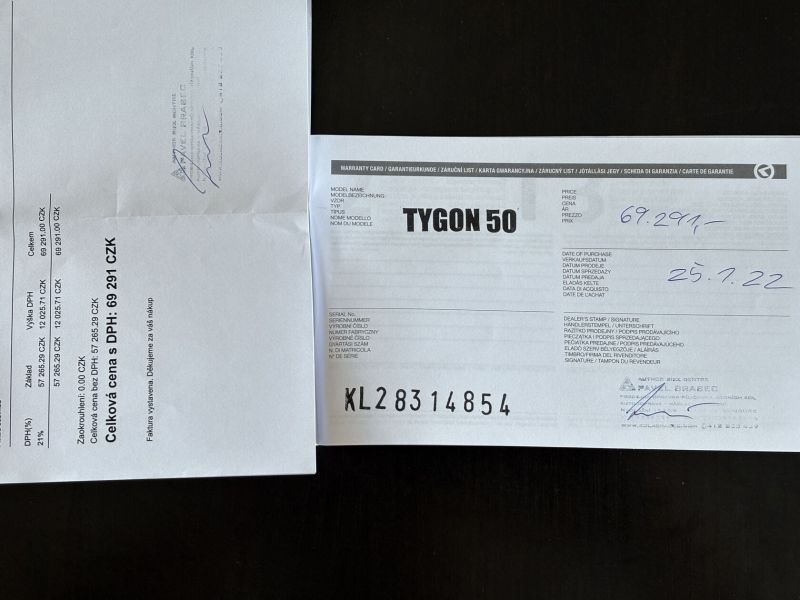 DPH(%) Základ Výška DPH Celkem
21% 57 265.29 CZK 12 025.71 CZK 69 291.00 CZK
57 265.29 CZK 12 025.71 CZK 69 291.00 CZK
Zaokrouhlení: 0.00 CZK
Celková cena bez DPH: 57 265.29 CZK
Celková cena s DPH: 69 291 CZK
Faktura vystavena. Děkujeme za váš nákup
PAVEL BRABEC
WARRANTY CARD / GARANTIEURKUNDE / ZÁRUČNÍ LIST / KARTA GWARANCYJNA / ZÁRUČNÝ LIST / JÓTÁLLÁSI JEGY / SCHEDA DI GARANZIA / CARTE DE GARANTIE
MODEL NAME
MODELBEZEICHNUNG
VZOR
TYP
TÍPUS
NOME MODELLO
NOM DU MODELE
TYGON 50
PRICE
PREIS
CENA
ÁR
PREZZO
PRIX
69.291,-
DATE OF PURCHASE
VERKAUFSDATUM
DATUM PRODEJE
DATUM SPRZEDAŻY
DÁTUM PREDAJA
ELADÁS KELTE
DATA DI ACQUISTO
DATE DE L'ACHAT
25.1.22
SERIAL No.
SERIENNUMMER
VÝROBNÍ ČÍSLO
NUMER FABRYCZNY
VÝROBNÉ ČÍSLO
GYÁRTÁSI SZÁM
N. DI MATRICOLA
N° DE SÉRIE
KL28314854
DEALER'S STAMP / SIGNATURE
HÄNDLERSTEMPEL / UNTERSCHRIFT
RAZÍTKO PRODEJNY / PODPIS PRODÁVAJÍCÍHO
PIECZĄTKA / PODPIS SPRZEDAJĄCEGO
PEČIATKA PREDAJNE / PODPIS PREDÁVAJÚCEHO
ELADÓ SZERV BÉLYEGZŐJE / ALÁÍRÁS
TIMBRO/FIRMA DEL RIVENDITORE
SIGNATURE / TAMPON DU REVENDEUR
AUTHOR BIKE CENTRE
PAVEL BRABEC